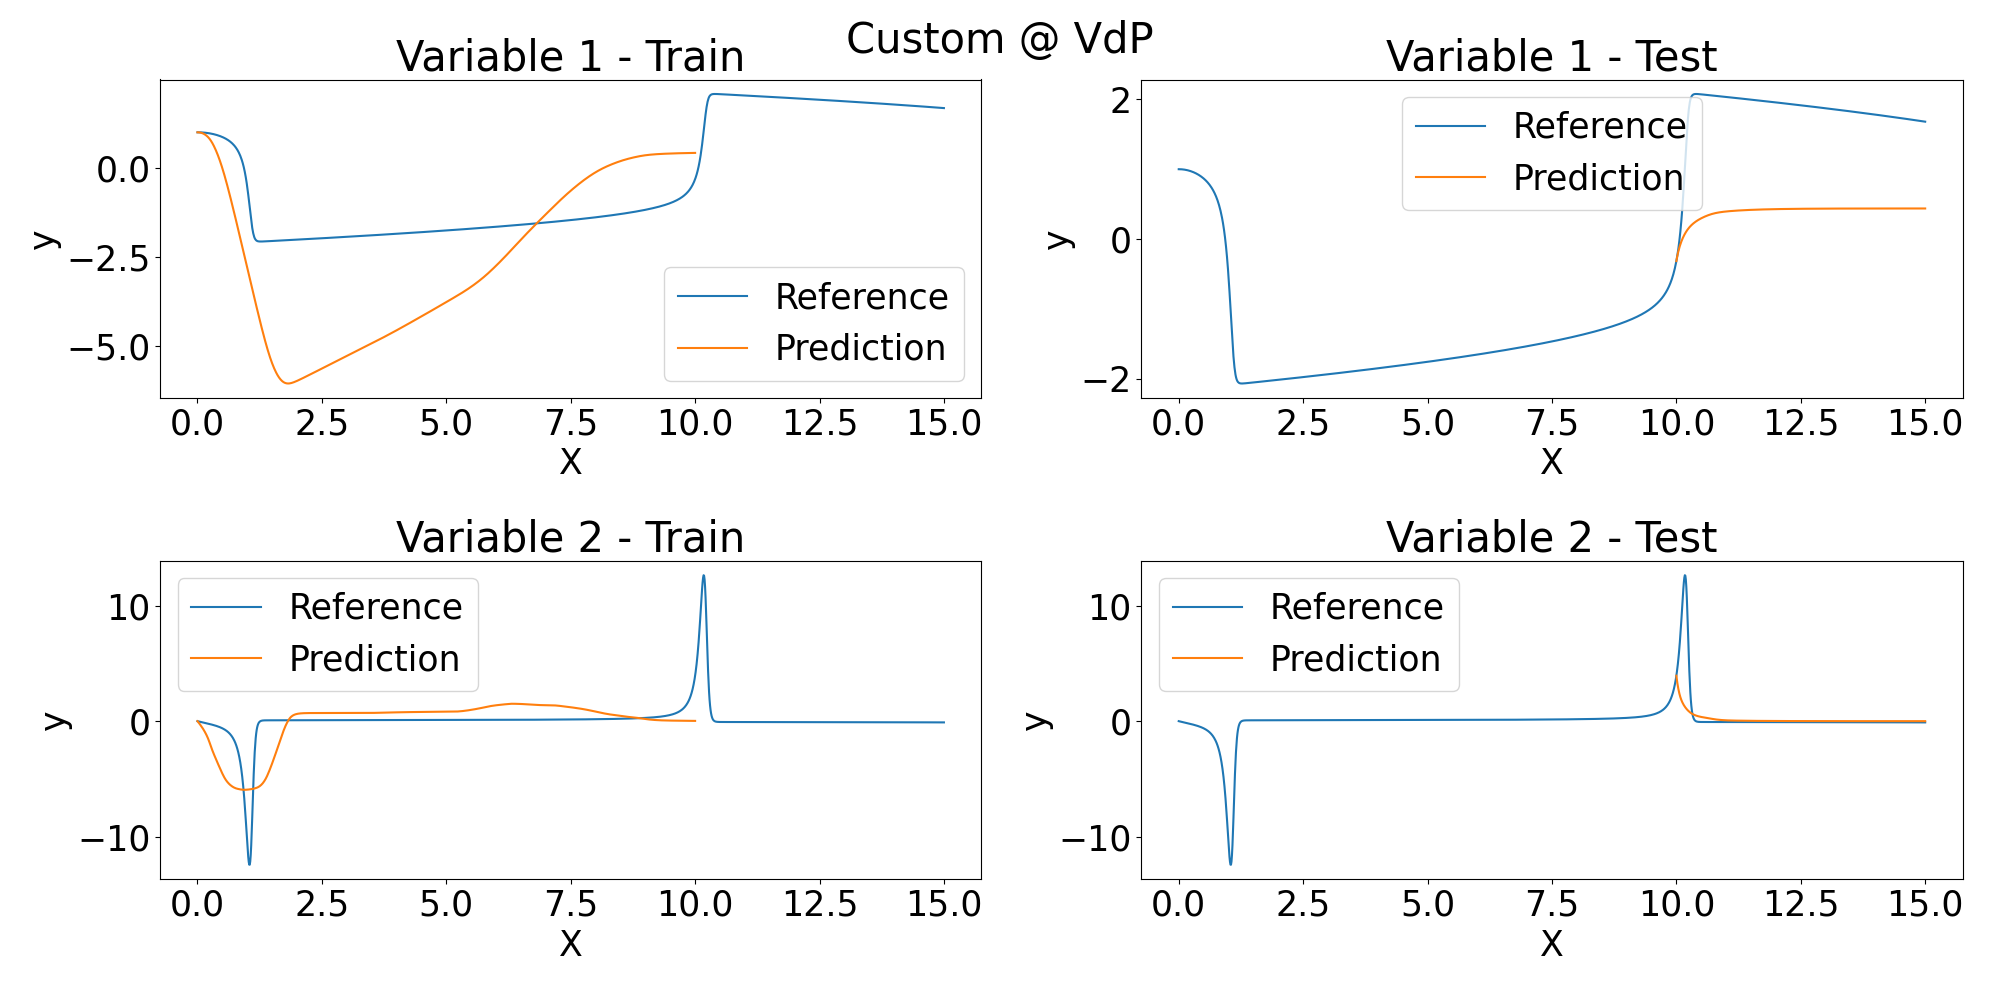 Custom @ VdP
Variable 1 - Train
0.0
−2.5
−5.0
y
Reference
Prediction
0.0 2.5 5.0 7.5 10.0 12.5 15.0
X
Variable 1 - Test
2
0
−2
y
Reference
Prediction
0.0 2.5 5.0 7.5 10.0 12.5 15.0
X
Variable 2 - Train
10
0
−10
y
Reference
Prediction
0.0 2.5 5.0 7.5 10.0 12.5 15.0
X
Variable 2 - Test
10
0
−10
y
Reference
Prediction
0.0 2.5 5.0 7.5 10.0 12.5 15.0
X